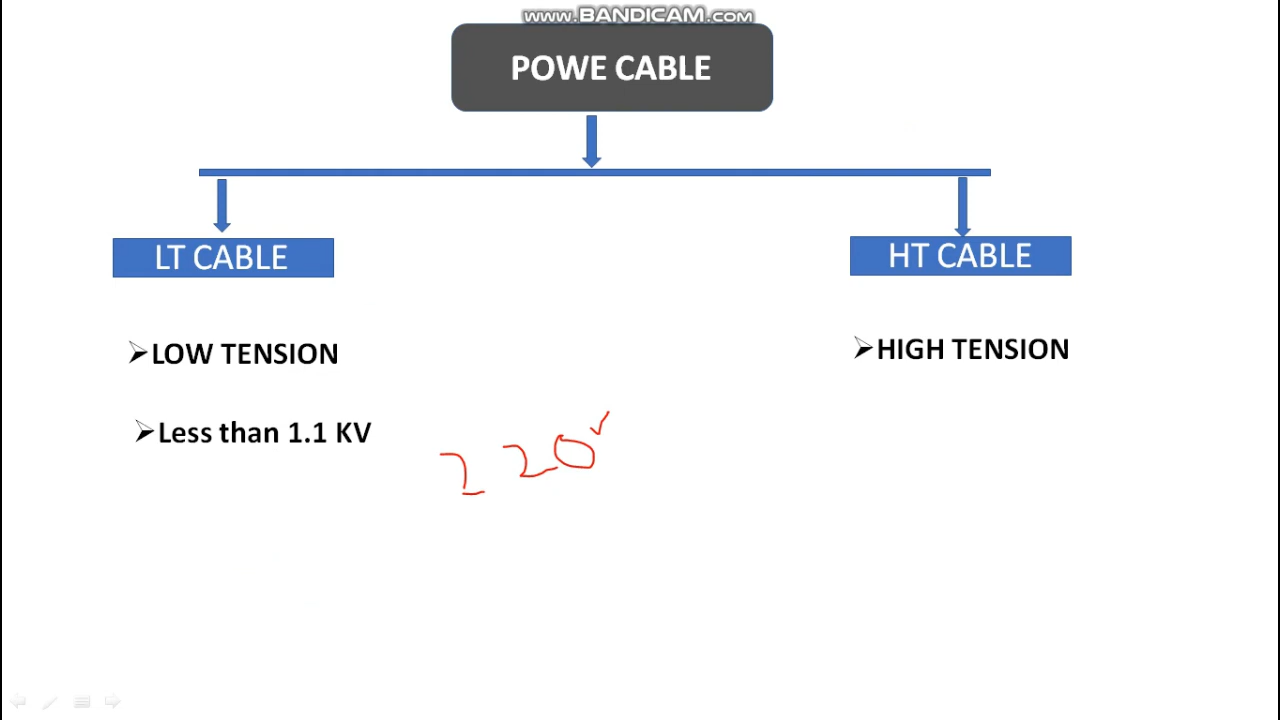 www.BANDICAM.com
POWE CABLE
LT CABLE
HT CABLE
➢LOW TENSION
➢HIGH TENSION
➢Less than 1.1 KV
220v